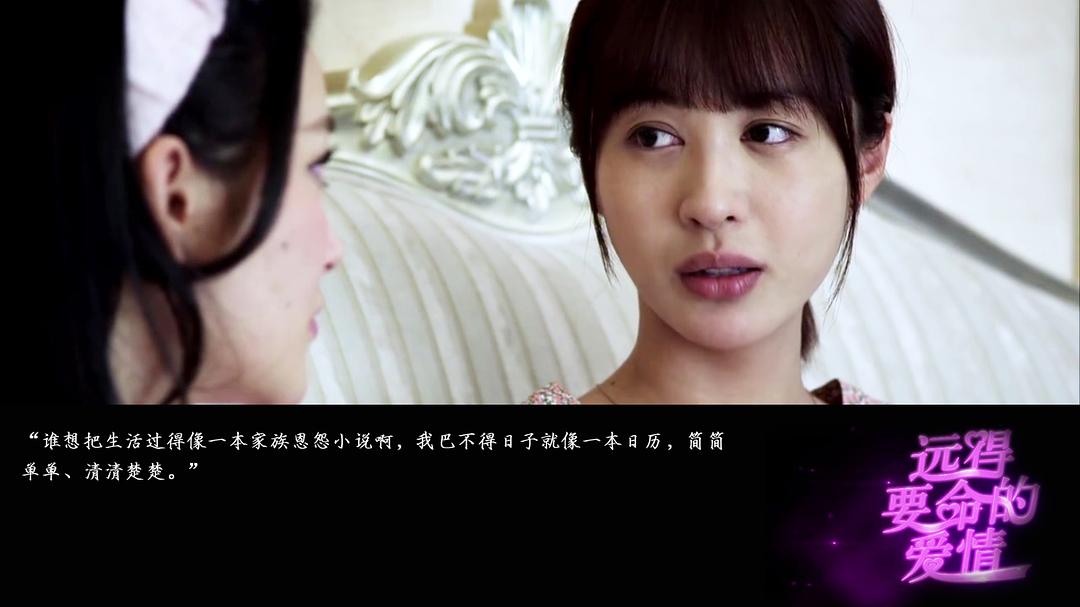 “谁想把生活过得像一本家族恩怨小说啊，我巴不得日子就像一本日历，简简
单单、清清楚楚。”
远得
要命的
爱情